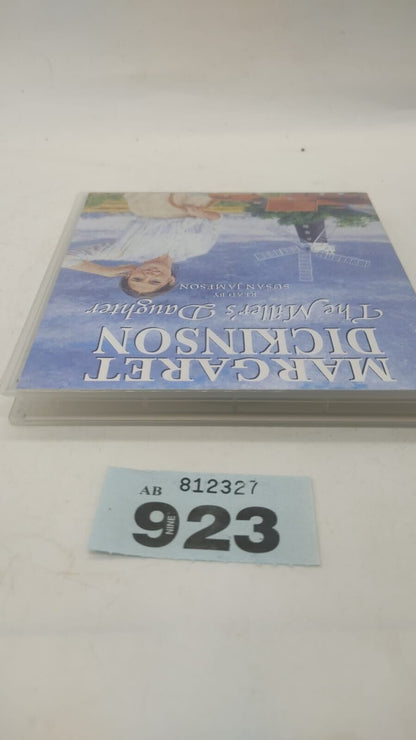 MARGARET
DICKINSON
The Miller's Daughter
READ BY
SUSAN JAMESON
AB 812327
923
NINE